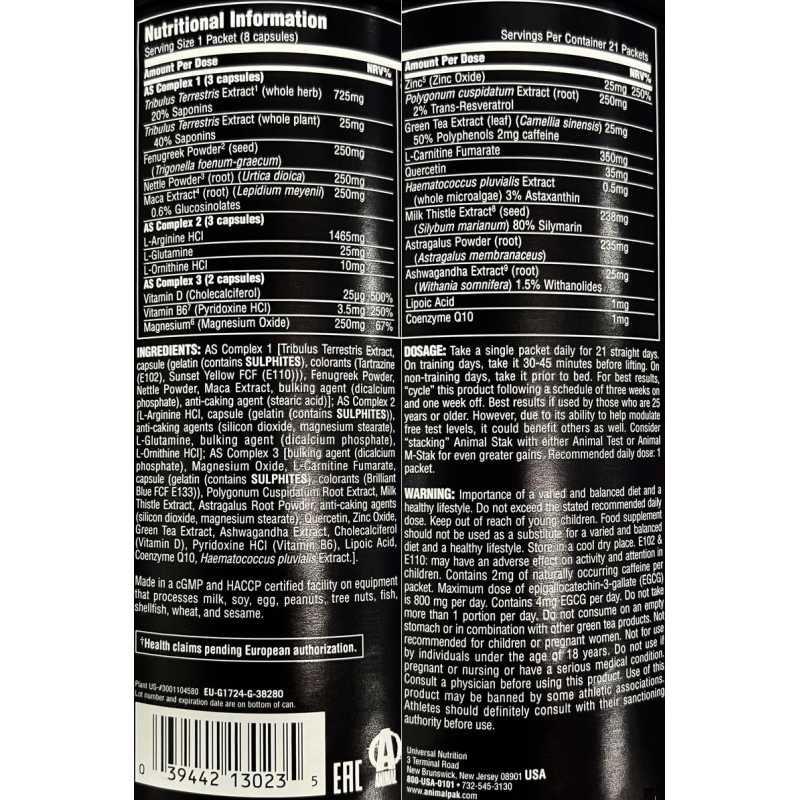 Nutritional Information
Serving Size 1 Packet (8 capsules)
Amount Per Dose NRV%
AS Complex 1 (3 capsules)
Tribulus Terrestris Extract¹ (whole herb) 725mg
20% Saponins
Tribulus Terrestris Extract (whole plant) 25mg
40% Saponins
Fenugreek Powder² (seed) 250mg
(Trigonella foenum-graecum)
Nettle Powder³ (root) (Urtica dioica) 250mg
Maca Extract⁴ (root) (Lepidium meyenii) 250mg
0.6% Glucosinolates
AS Complex 2 (3 capsules)
L-Arginine HCl 1465mg
L-Glutamine 25mg
L-Ornithine HCl 10mg
AS Complex 3 (2 capsules)
Vitamin D (Cholecalciferol) 25µg 500%
Vitamin B6⁷ (Pyridoxine HCl) 3.5mg 250%
Magnesium⁶ (Magnesium Oxide) 250mg 67%
INGREDIENTS: AS Complex 1 [Tribulus Terrestris Extract,
capsule (gelatin (contains SULPHITES), colorants (Tartrazine
(E102), Sunset Yellow FCF (E110))), Fenugreek Powder,
Nettle Powder, Maca Extract, bulking agent (dicalcium
phosphate), anti-caking agent (stearic acid)]; AS Complex 2
[L-Arginine HCl, capsule (gelatin (contains SULPHITES)),
anti-caking agents (silicon dioxide, magnesium stearate),
L-Glutamine, bulking agent (dicalcium phosphate),
L-Ornithine HCl]; AS Complex 3 [bulking agent (dicalcium
phosphate), Magnesium Oxide, L-Carnitine Fumarate,
capsule (gelatin (contains SULPHITES), colorants (Brilliant
Blue FCF E133)), Polygonum Cuspidatum Root Extract, Milk
Thistle Extract, Astragalus Root Powder, anti-caking agents
(silicon dioxide, magnesium stearate), Quercetin, Zinc Oxide,
Green Tea Extract, Ashwagandha Extract, Cholecalciferol
(Vitamin D), Pyridoxine HCl (Vitamin B6), Lipoic Acid,
Coenzyme Q10, Haematococcus pluvialis Extract.].
Made in a cGMP and HACCP certified facility on equipment
that processes milk, soy, egg, peanuts, tree nuts, fish,
shellfish, wheat, and sesame.
†Health claims pending European authorization.
Plant US-#3001104580 EU-G1724-G-38280
Lot number and expiration date are on bottom of can.
0 39442 13023 5
EAC
A
ANIMAL
Servings Per Container 21 Packets
Amount Per Dose NRV%
Zinc⁵ (Zinc Oxide) 25mg 250%
Polygonum cuspidatum Extract (root) 250mg
2% Trans-Resveratrol
Green Tea Extract (leaf) (Camellia sinensis) 25mg
50% Polyphenols 2mg caffeine
L-Carnitine Fumarate 350mg
Quercetin 35mg
Haematococcus pluvialis Extract 0.5mg
(whole microalgae) 3% Astaxanthin
Milk Thistle Extract⁸ (seed) 238mg
(Silybum marianum) 80% Silymarin
Astragalus Powder (root) 235mg
(Astragalus membranaceus)
Ashwagandha Extract⁹ (root) 25mg
(Withania somnifera) 1.5% Withanolides
Lipoic Acid 1mg
Coenzyme Q10 1mg
DOSAGE: Take a single packet daily for 21 straight days.
On training days, take it 30-45 minutes before lifting. On
non-training days, take it prior to bed. For best results,
"cycle" this product following a schedule of three weeks on
and one week off. Best results if used by those who are 25
years or older. However, due to its ability to help modulate
free test levels, it could benefit others as well. Consider
"stacking" Animal Stak with either Animal Test or Animal
M-Stak for even greater gains. Recommended daily dose: 1
packet.
WARNING: Importance of a varied and balanced diet and a
healthy lifestyle. Do not exceed the stated recommended daily
dose. Keep out of reach of young children. Food supplement
should not be used as a substitute for a varied and balanced
diet and a healthy lifestyle. Store in a cool dry place. E102 &
E110: may have an adverse effect on activity and attention in
children. Contains 2mg of naturally occurring caffeine per
packet. Maximum dose of epigallocatechin-3-gallate (EGCG)
is 800 mg per day. Contains 4mg EGCG per day. Do not take
more than 1 portion per day. Do not consume on an empty
stomach or in combination with other green tea products. Not
recommended for children or pregnant women. Not for use
by individuals under the age of 18 years. Do not use if
pregnant or nursing or have a serious medical condition.
Consult a physician before using this product. Use of this
product may be banned by some athletic associations.
Athletes should definitely consult with their sanctioning
authority before use.
Universal Nutrition
3 Terminal Road
New Brunswick, New Jersey 08901 USA
800-USA-0101 • 732-545-3130
www.animalpak.com